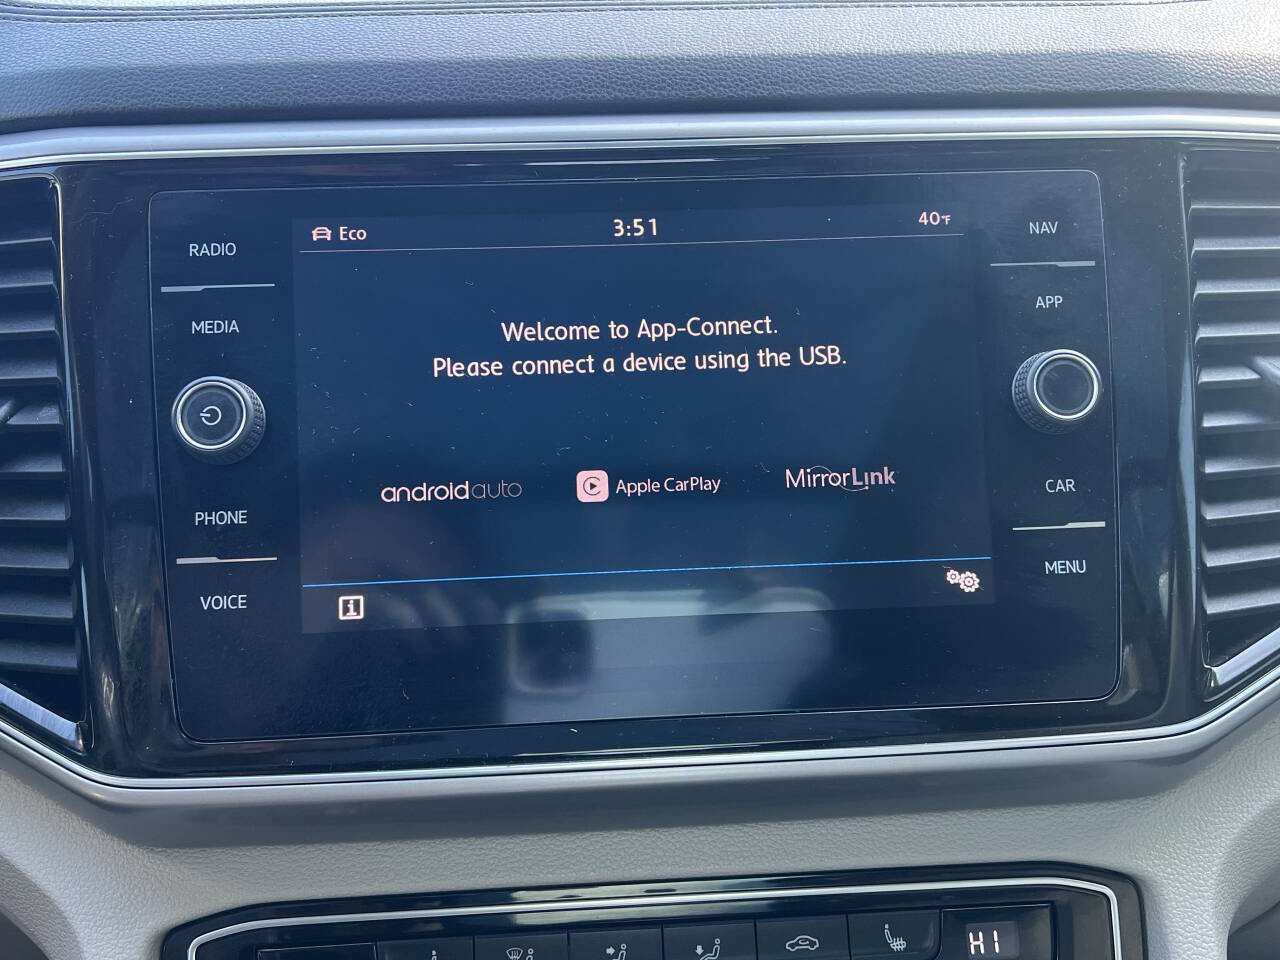 RADIO
MEDIA
PHONE
VOICE
Eco
3:51
40°F
Welcome to App-Connect.
Please connect a device using the USB.
androidauto
Apple CarPlay
MirrorLink
i
NAV
APP
CAR
MENU
HI